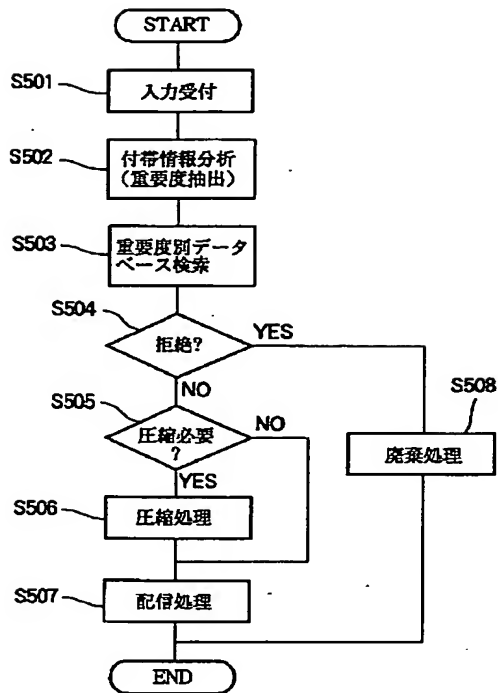 START
S501
入力受付
S502
付帯情報分析
(重要度抽出)
S503
重要度別データ
ベース検索
S504
拒絶?
YES
NO
S505
圧縮必要
?
NO
YES
S508
廃棄処理
S506
圧縮処理
S507
配信処理
END